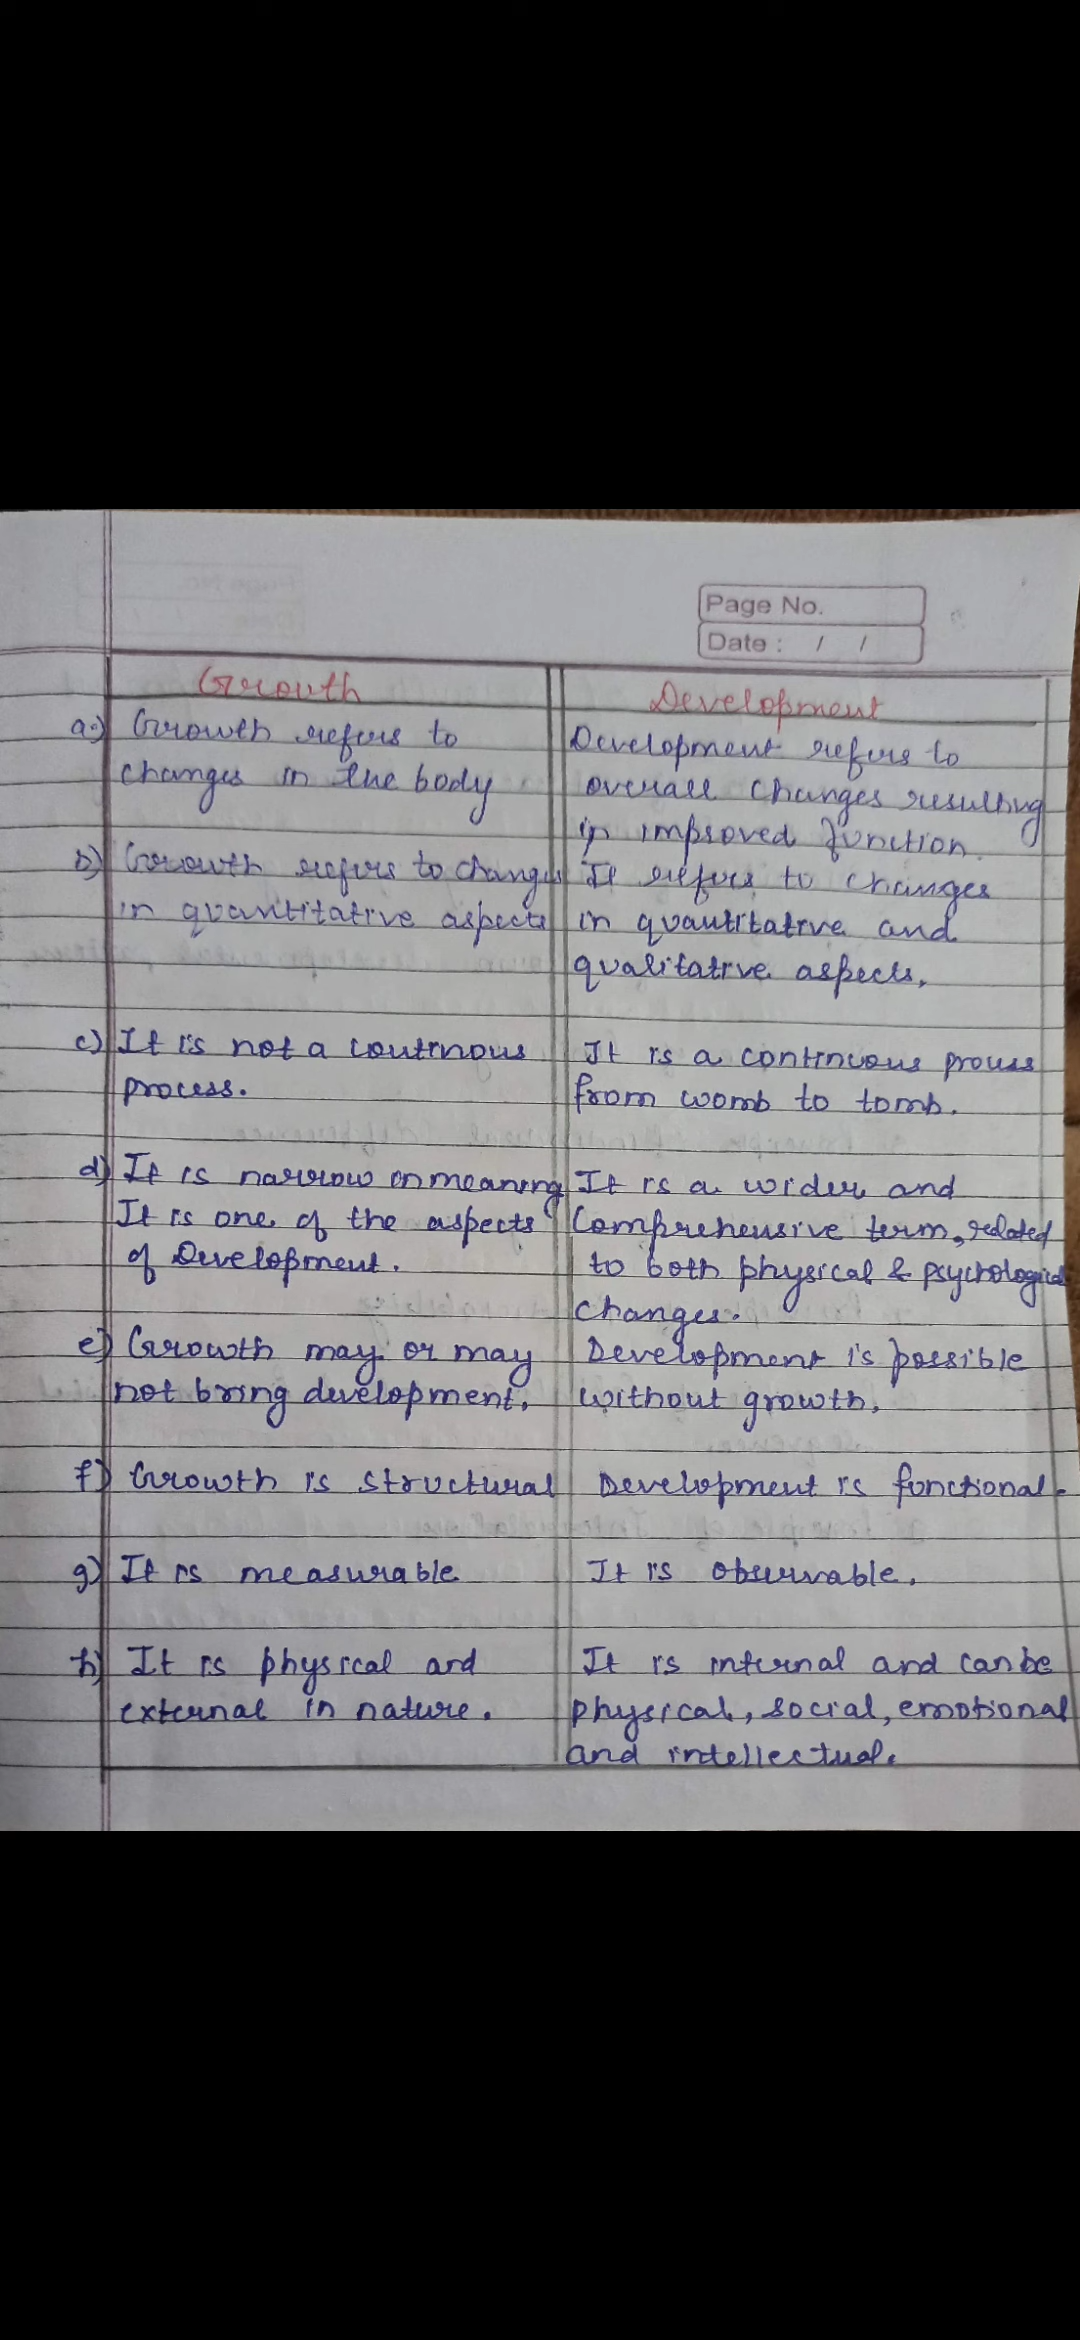 Page No.
Date : / /
Growth Development
a.) Growth refers to Development refers to
changes in the body overall changes resulting
in improved function.
b) Growth refers to changes It refers to changes
in quantitative aspects in quantitative and
qualitative aspects.
c) It is not a continous It is a continuous process
process. from womb to tomb.
d) It is narrow in meaning It is a wider and
It is one of the aspects Comprehensive term, related
of Development. to both physical & psychological
changes.
e) Growth may or may Development is possible
not bring development. without growth.
f) Growth is structural Development is functional.
g) It is measurable It is observable.
h) It is physical and It is internal and can be
external in nature. physical, social, emotional
and intellectual.